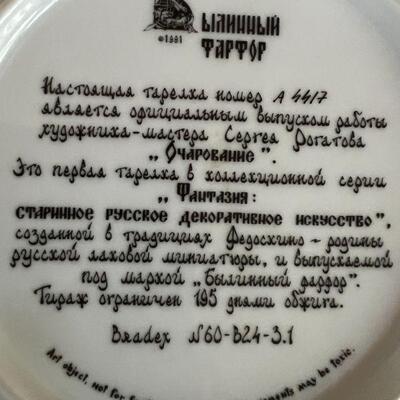 ЫЛИННЫЙ
©1991 ФАРФОР
Настоящая тарелка номер A 4417
является официальным выпуском работы
художника-мастера Сергея Рогатова
„Очарование".
Это первая тарелка в коллекционной серии
„Фантазия:
старинное русское декоративное искусство",
созданной в традициях Федоскино - родины
русской лаковой миниатюры, и выпускаемой
под маркой „Былинный фарфор".
Тираж ограничен 195 днями обжига.
Bradex N60-B24-3.1
Art object, not for may be toxic.